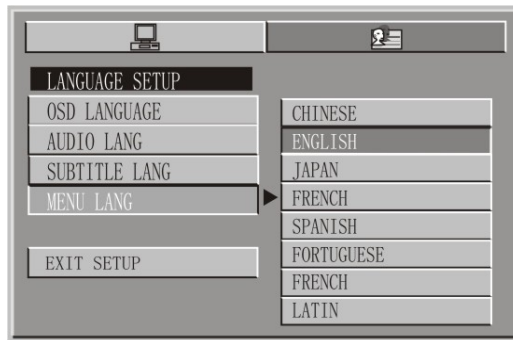 LANGUAGE SETUP
OSD LANGUAGE
AUDIO LANG
SUBTITLE LANG
MENU LANG
EXIT SETUP
CHINESE
ENGLISH
JAPAN
FRENCH
SPANISH
FORTUGUESE
FRENCH
LATIN